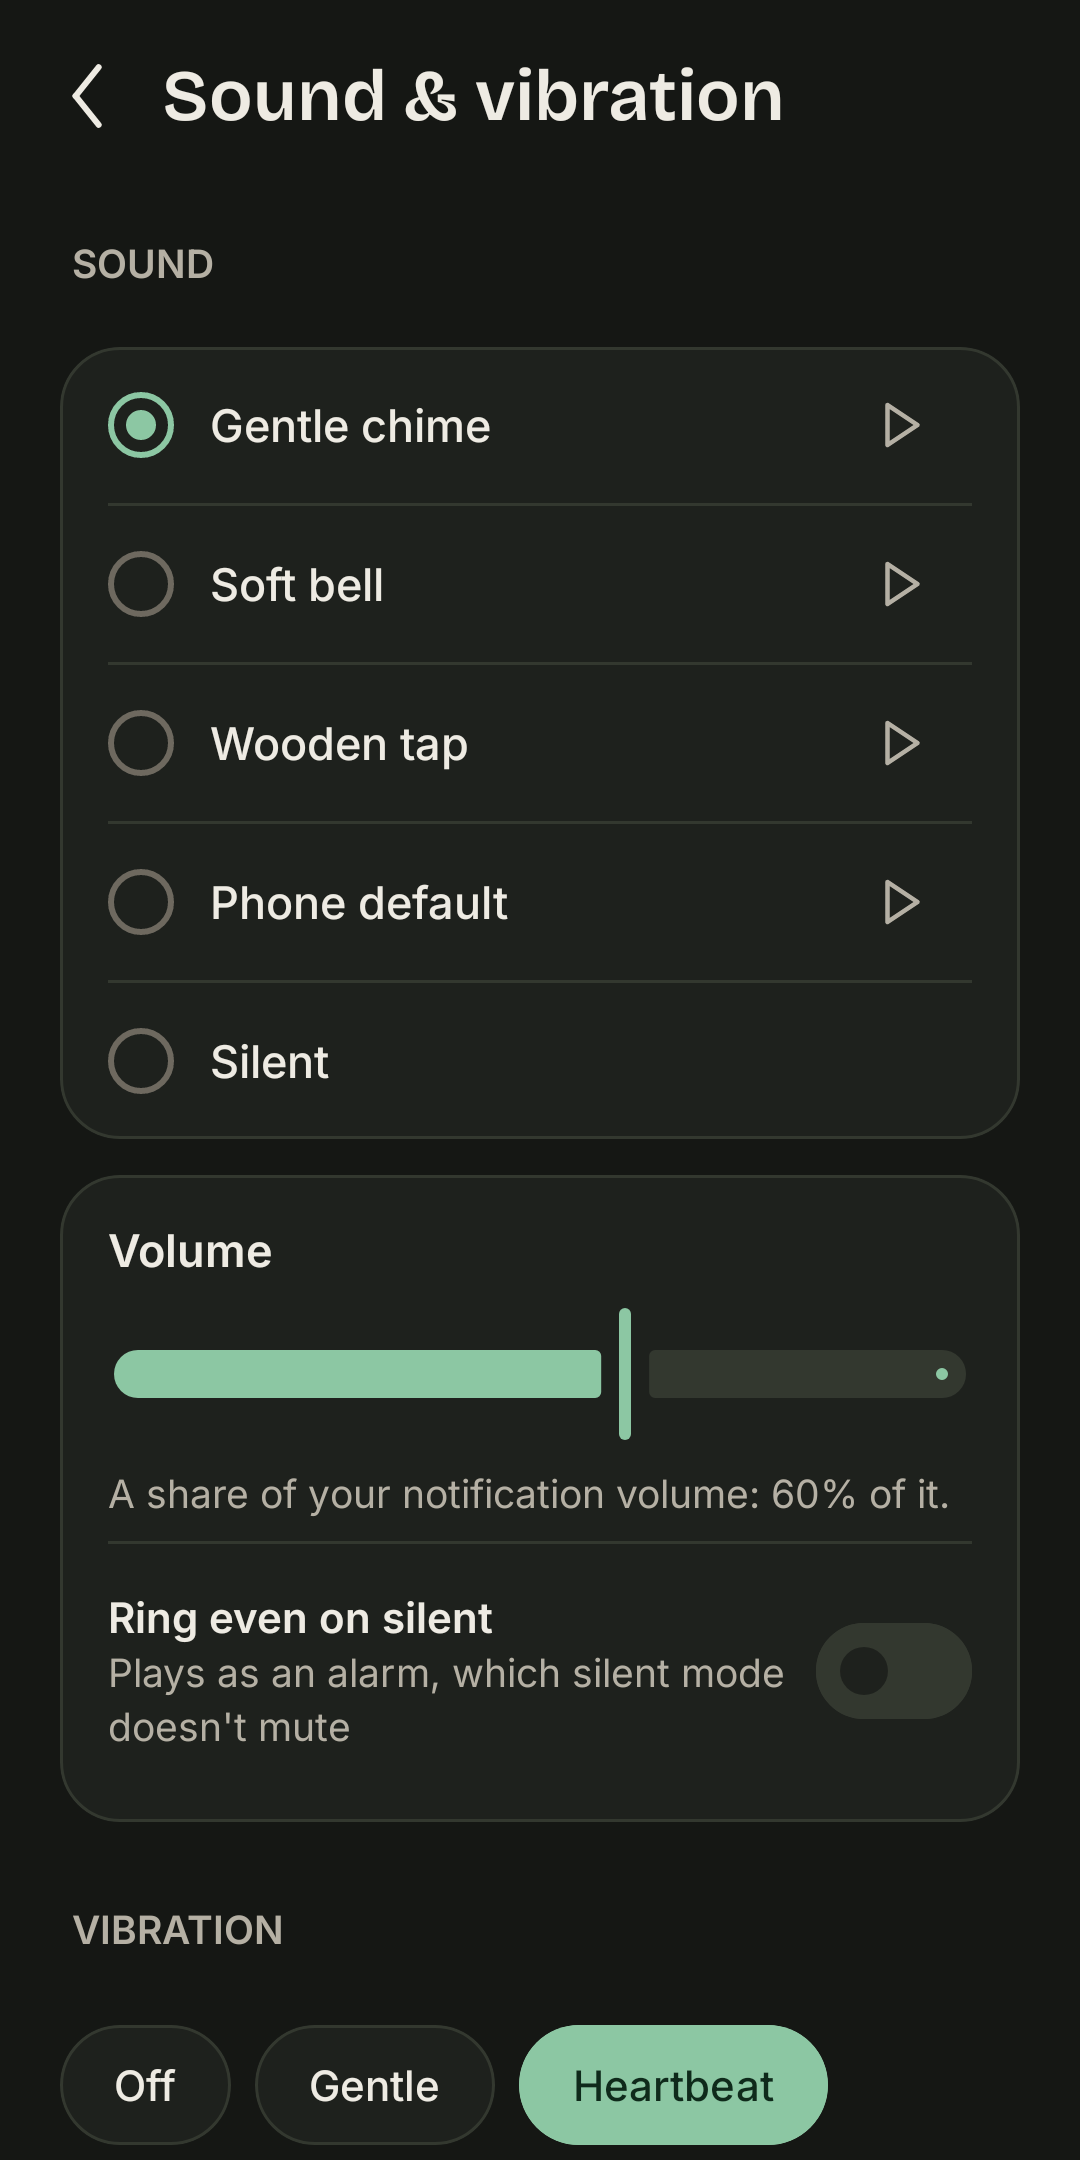 Sound & vibration
SOUND
Gentle chime
Soft bell
Wooden tap
Phone default
Silent
Volume
A share of your notification volume: 60% of it.
Ring even on silent
Plays as an alarm, which silent mode
doesn't mute
VIBRATION
Off
Gentle
Heartbeat